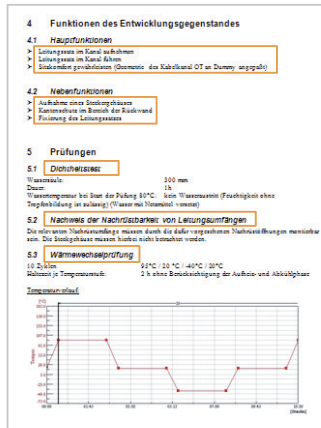 4 Funktionen des Entwicklungsgegenstandes
4.1 Hauptfunktionen
➤ Leitungssatz im Kanal aufnehmen
➤ Leitungssatz im Kanal führen
➤ Sitzkomfort gewährleisten (Geometrie des Kabelkanal OT an Dummy angepaßt)
4.2 Nebenfunktionen
➤ Aufnahme eines Steckergehäuses
➤ Kantenschutz im Bereich der Rückwand
➤ Fixierung des Leitungssatzes
5 Prüfungen
5.1 Dichtheitstest
Wassersäule: 300 mm
Dauer: 1h
Wassertemperatur bei Start der Prüfung 80°C: kein Wasseraustritt (Feuchtigkeit ohne
Tropfenbildung ist zulässig) (Wasser mit Netzmittel versetzt)
5.2 Nachweis der Nachrüstbarkeit von Leitungsumfängen
Die relevanten Nachrüstumfänge müssen durch die dafür vorgesehenen Nachrüstöffnungen montierbar
sein. Die Steckgehäuse müssen hierbei nicht betrachtet werden.
5.3 Wärmewechselprüfung
10 Zyklen 95°C / 20 °C / -40°C / 20°C
Haltezeit je Temperaturstufe: 2 h ohne Berücksichtigung der Aufheiz- und Abkühlphase
Temperaturverlauf
[°C]